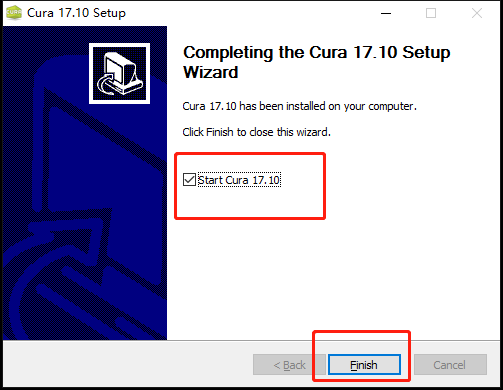 Cura 17.10 Setup
Completing the Cura 17.10 Setup
Wizard
Cura 17.10 has been installed on your computer.
Click Finish to close this wizard.
Start Cura 17.10
< Back
Finish
Cancel